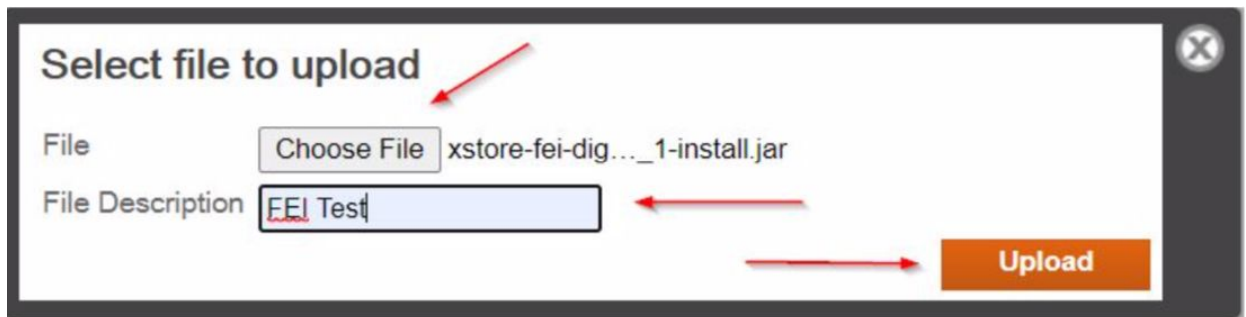 Select file to upload
File Choose File xstore-fei-dig..._1-install.jar
File Description FEI Test
Upload